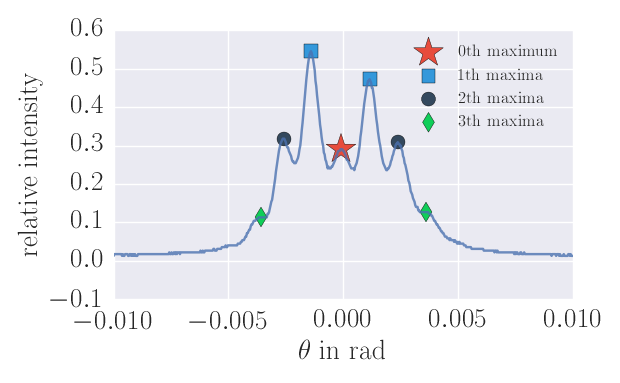 0.6
0.5
0.4
0.3
0.2
0.1
0.0
−0.1
relative intensity
0th maximum
1th maxima
2th maxima
3th maxima
−0.010 −0.005 0.000 0.005 0.010
θ in rad